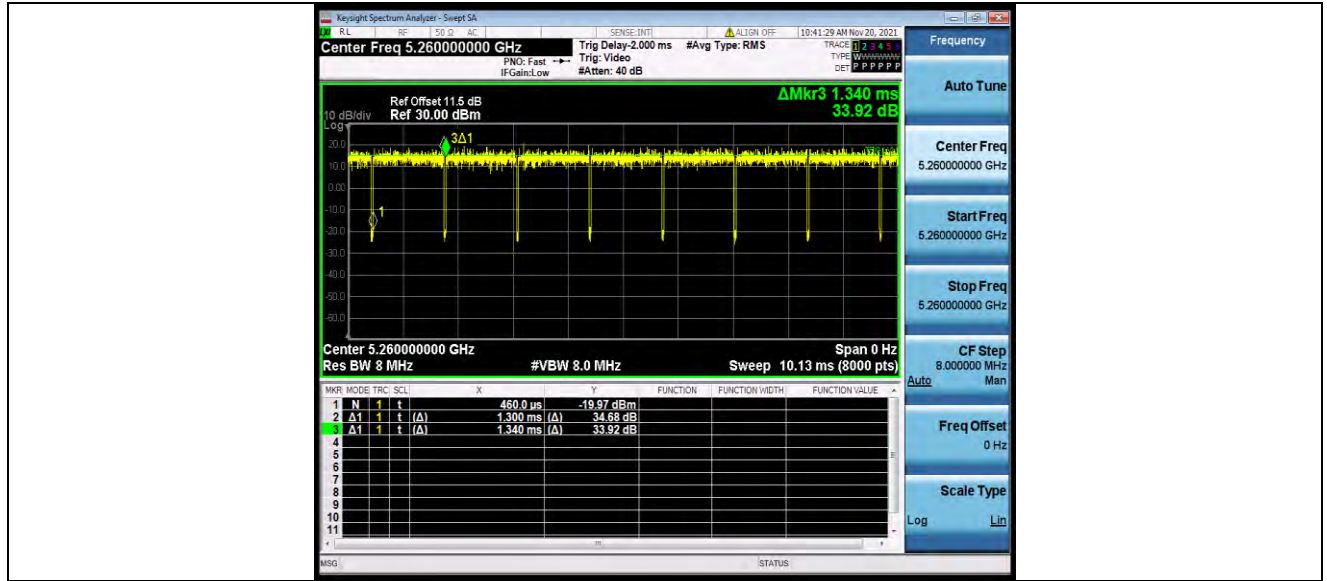 Keysight Spectrum Analyzer - Swept SA
RL RF 50 Ω AC SENSE:INT ALIGN OFF 10:41:29 AM Nov 20, 2021
Center Freq 5.260000000 GHz
PNO: Fast
IFGain:Low
Trig Delay-2.000 ms
Trig: Video
#Atten: 40 dB
#Avg Type: RMS
TRACE 1 2 3 4 5 6
TYPE WWWWWW
DET P P P P P P
Frequency
Auto Tune
Center Freq
5.260000000 GHz
Start Freq
5.260000000 GHz
Stop Freq
5.260000000 GHz
CF Step
8.000000 MHz
Auto Man
Freq Offset
0 Hz
Scale Type
Log Lin
ΔMkr3 1.340 ms
33.92 dB
Ref Offset 11.5 dB
10 dB/div Ref 30.00 dBm
Log
20.0
10.0
0.00
-10.0
-20.0
-30.0
-40.0
-50.0
-60.0
3Δ1
1
Center 5.260000000 GHz Span 0 Hz
Res BW 8 MHz #VBW 8.0 MHz Sweep 10.13 ms (8000 pts)
MKR MODE TRC SCL X Y FUNCTION FUNCTION WIDTH FUNCTION VALUE
1 N 1 t 460.0 µs -19.97 dBm
2 Δ1 1 t (Δ) 1.300 ms (Δ) 34.68 dB
3 Δ1 1 t (Δ) 1.340 ms (Δ) 33.92 dB
4
5
6
7
8
9
10
11
MSG STATUS